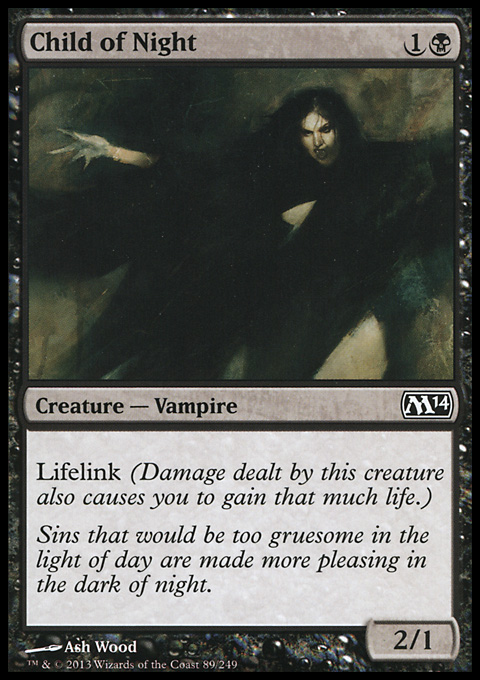 Child of Night 1
Creature — Vampire M14
Lifelink (Damage dealt by this creature
also causes you to gain that much life.)
Sins that would be too gruesome in the
light of day are made more pleasing in
the dark of night.
2/1
Ash Wood
™ & © 2013 Wizards of the Coast 89/249